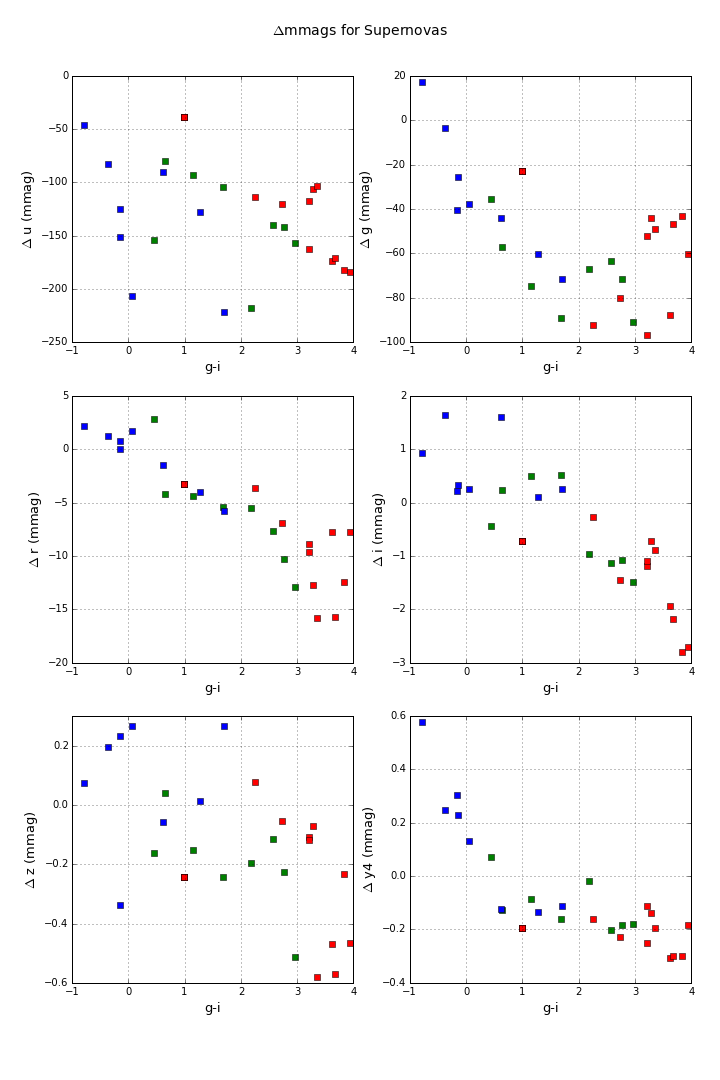 Δmmags for Supernovas
0
−50
−100
−150
−200
−250
Δ u (mmag)
−1 0 1 2 3 4
g-i
20
0
−20
−40
−60
−80
−100
Δ g (mmag)
−1 0 1 2 3 4
g-i
5
0
−5
−10
−15
−20
Δ r (mmag)
−1 0 1 2 3 4
g-i
2
1
0
−1
−2
−3
Δ i (mmag)
−1 0 1 2 3 4
g-i
0.2
0.0
−0.2
−0.4
−0.6
Δ z (mmag)
−1 0 1 2 3 4
g-i
0.6
0.4
0.2
0.0
−0.2
−0.4
Δ y4 (mmag)
−1 0 1 2 3 4
g-i